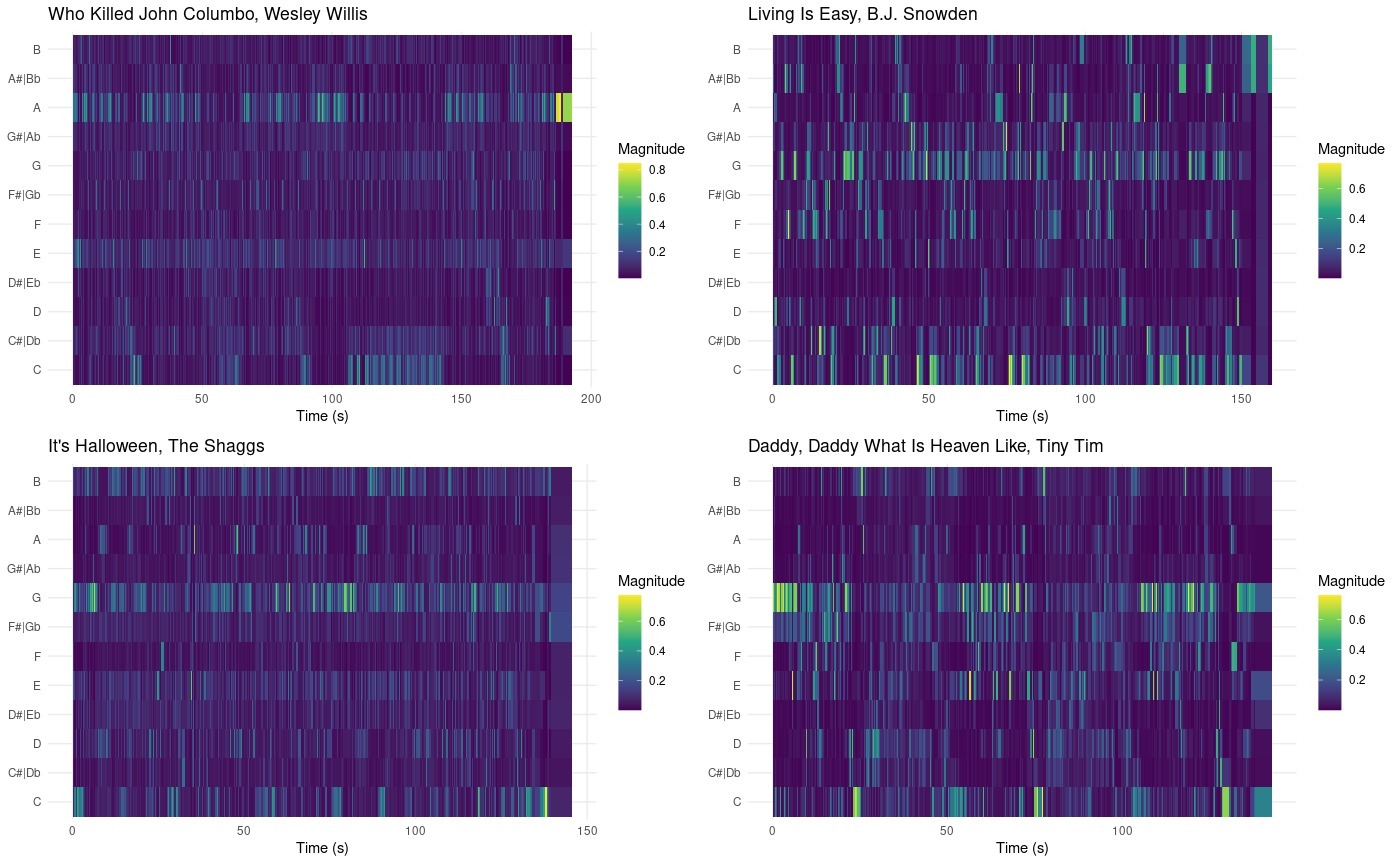 Who Killed John Columbo, Wesley Willis
B
A#|Bb
A
G#|Ab
G
F#|Gb
F
E
D#|Eb
D
C#|Db
C
0 50 100 150 200
Time (s)
Magnitude
0.8
0.6
0.4
0.2
Living Is Easy, B.J. Snowden
B
A#|Bb
A
G#|Ab
G
F#|Gb
F
E
D#|Eb
D
C#|Db
C
0 50 100 150
Time (s)
Magnitude
0.6
0.4
0.2
It's Halloween, The Shaggs
B
A#|Bb
A
G#|Ab
G
F#|Gb
F
E
D#|Eb
D
C#|Db
C
0 50 100 150
Time (s)
Magnitude
0.6
0.4
0.2
Daddy, Daddy What Is Heaven Like, Tiny Tim
B
A#|Bb
A
G#|Ab
G
F#|Gb
F
E
D#|Eb
D
C#|Db
C
0 100
Time (s)
Magnitude
0.6
0.4
0.2